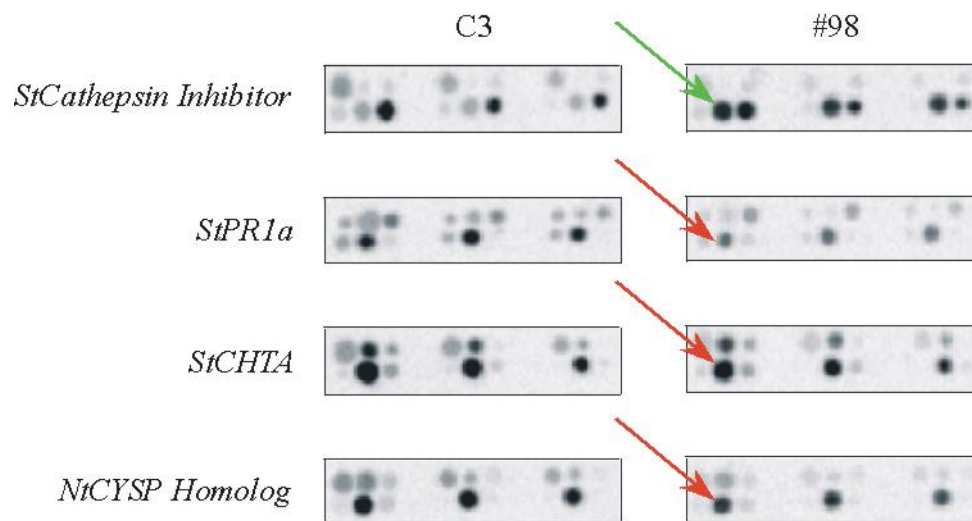 C3 #98
StCathepsin Inhibitor
StPR1a
StCHTA
NtCYSP Homolog